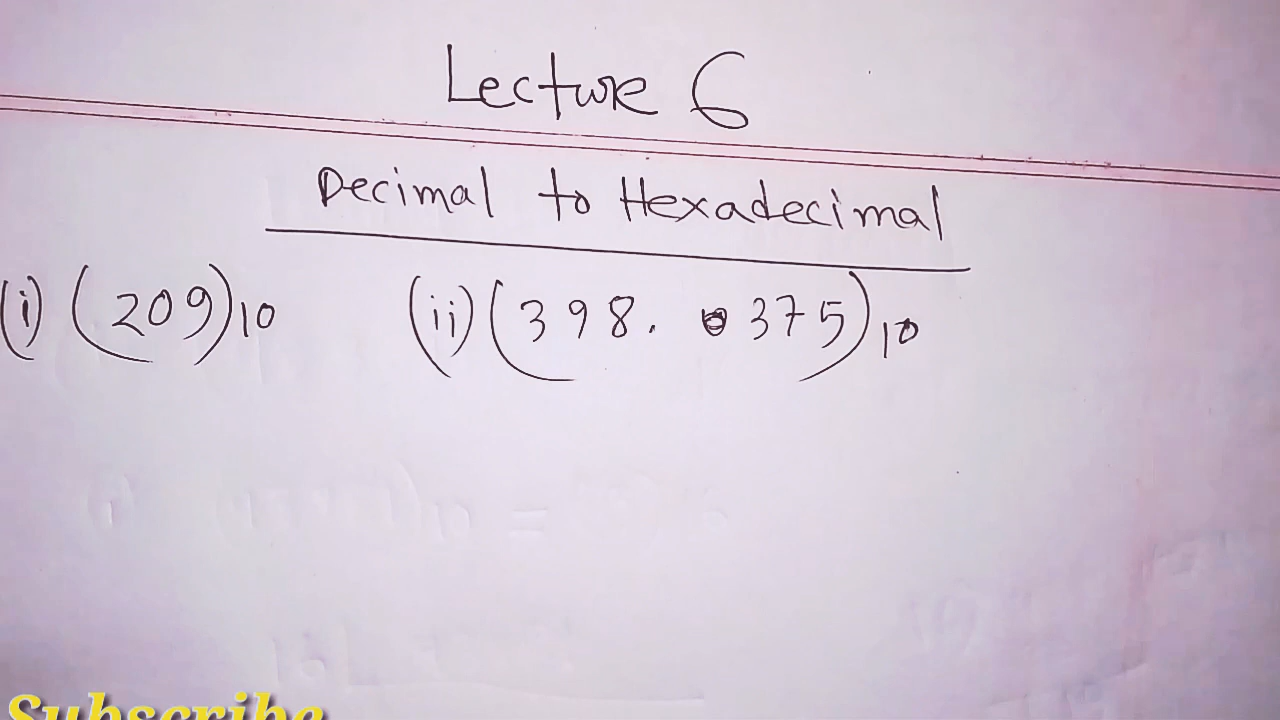 Lecture 6
Decimal to Hexadecimal
(i) (209)10 (ii) (398. 375)10
Subscribe